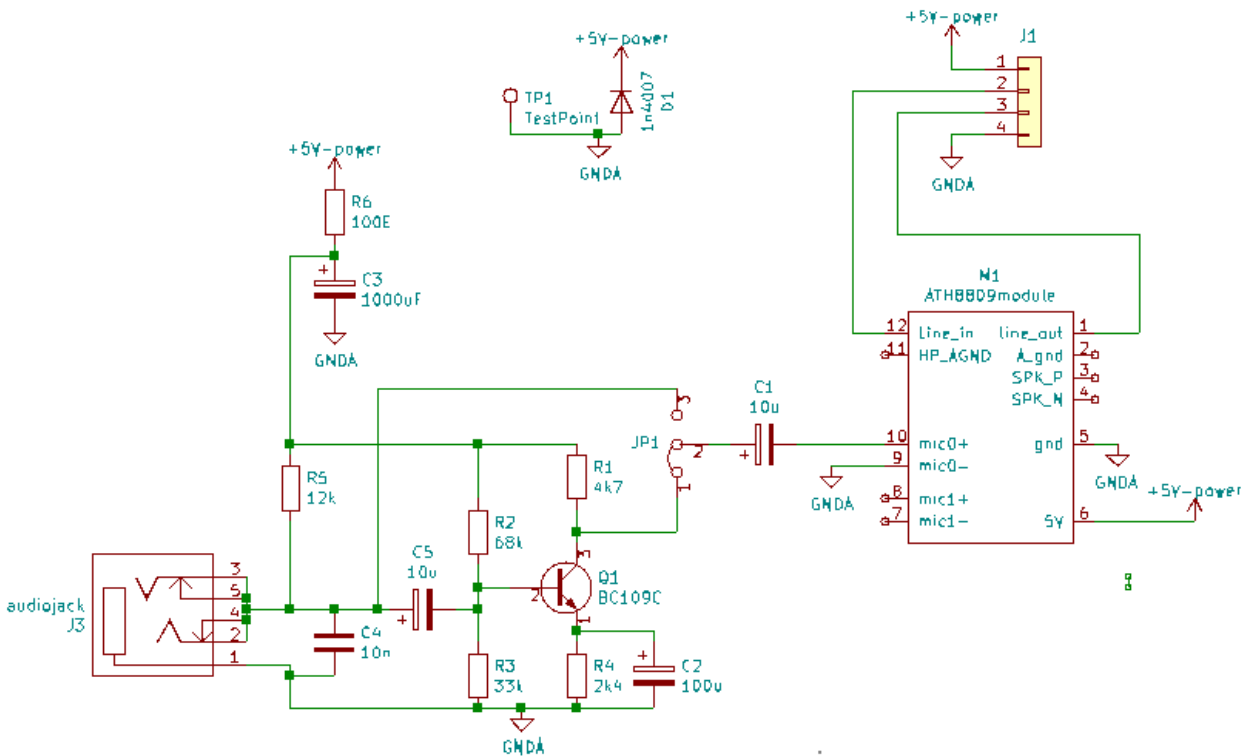 +5V-power
J1
1
2
3
4
GNDA
+5V-power
1n4007
D1
TP1
TestPoint
GNDA
+5V-power
R6
100E
+
C3
1000uF
GNDA
M1
ATH8809module
12
Line_in
line_out
1
11
HP_AGND
A_gnd
2
SPK_P
3
SPK_N
4
10
mic0+
gnd
5
9
mic0-
8
mic1+
7
mic1-
5V
6
GNDA
GNDA
+5V-power
C1
10u
+
JP1
3
2
1
R5
12k
R1
4k7
R2
68k
C5
10u
+
Q1
BC109C
3
2
1
audiojack
J3
3
5
4
2
1
C4
10n
R3
33k
R4
2k4
+
C2
100u
GNDA